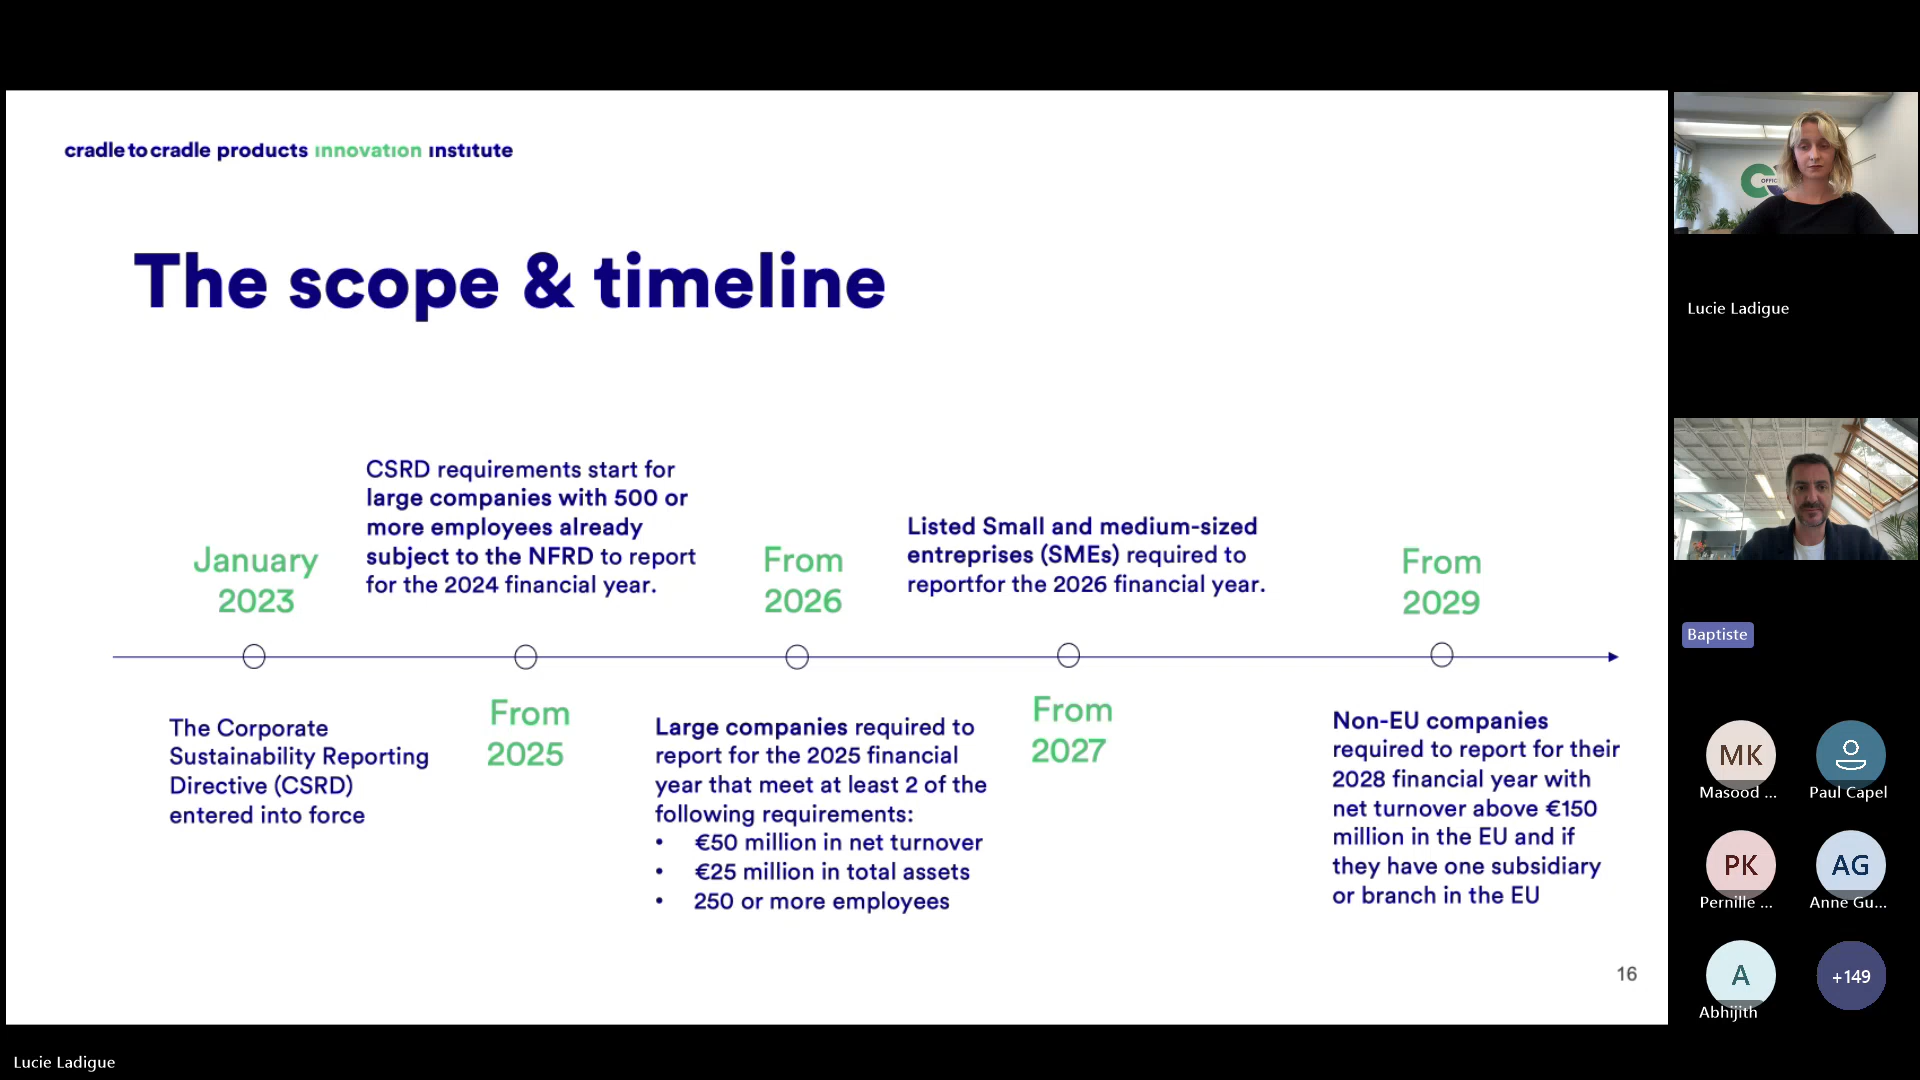 cradle to cradle products innovation institute
The scope & timeline
January
2023
The Corporate
Sustainability Reporting
Directive (CSRD)
entered into force
CSRD requirements start for
large companies with 500 or
more employees already
subject to the NFRD to report
for the 2024 financial year.
From
2025
From
2026
Large companies required to
report for the 2025 financial
year that meet at least 2 of the
following requirements:
• €50 million in net turnover
• €25 million in total assets
• 250 or more employees
Listed Small and medium-sized
entreprises (SMEs) required to
reportfor the 2026 financial year.
From
2027
From
2029
Non-EU companies
required to report for their
2028 financial year with
net turnover above €150
million in the EU and if
they have one subsidiary
or branch in the EU
16
Lucie Ladigue
Baptiste
MK
Masood ...
Paul Capel
PK
Pernille ...
AG
Anne Gu...
A
Abhijith
+149
Lucie Ladigue